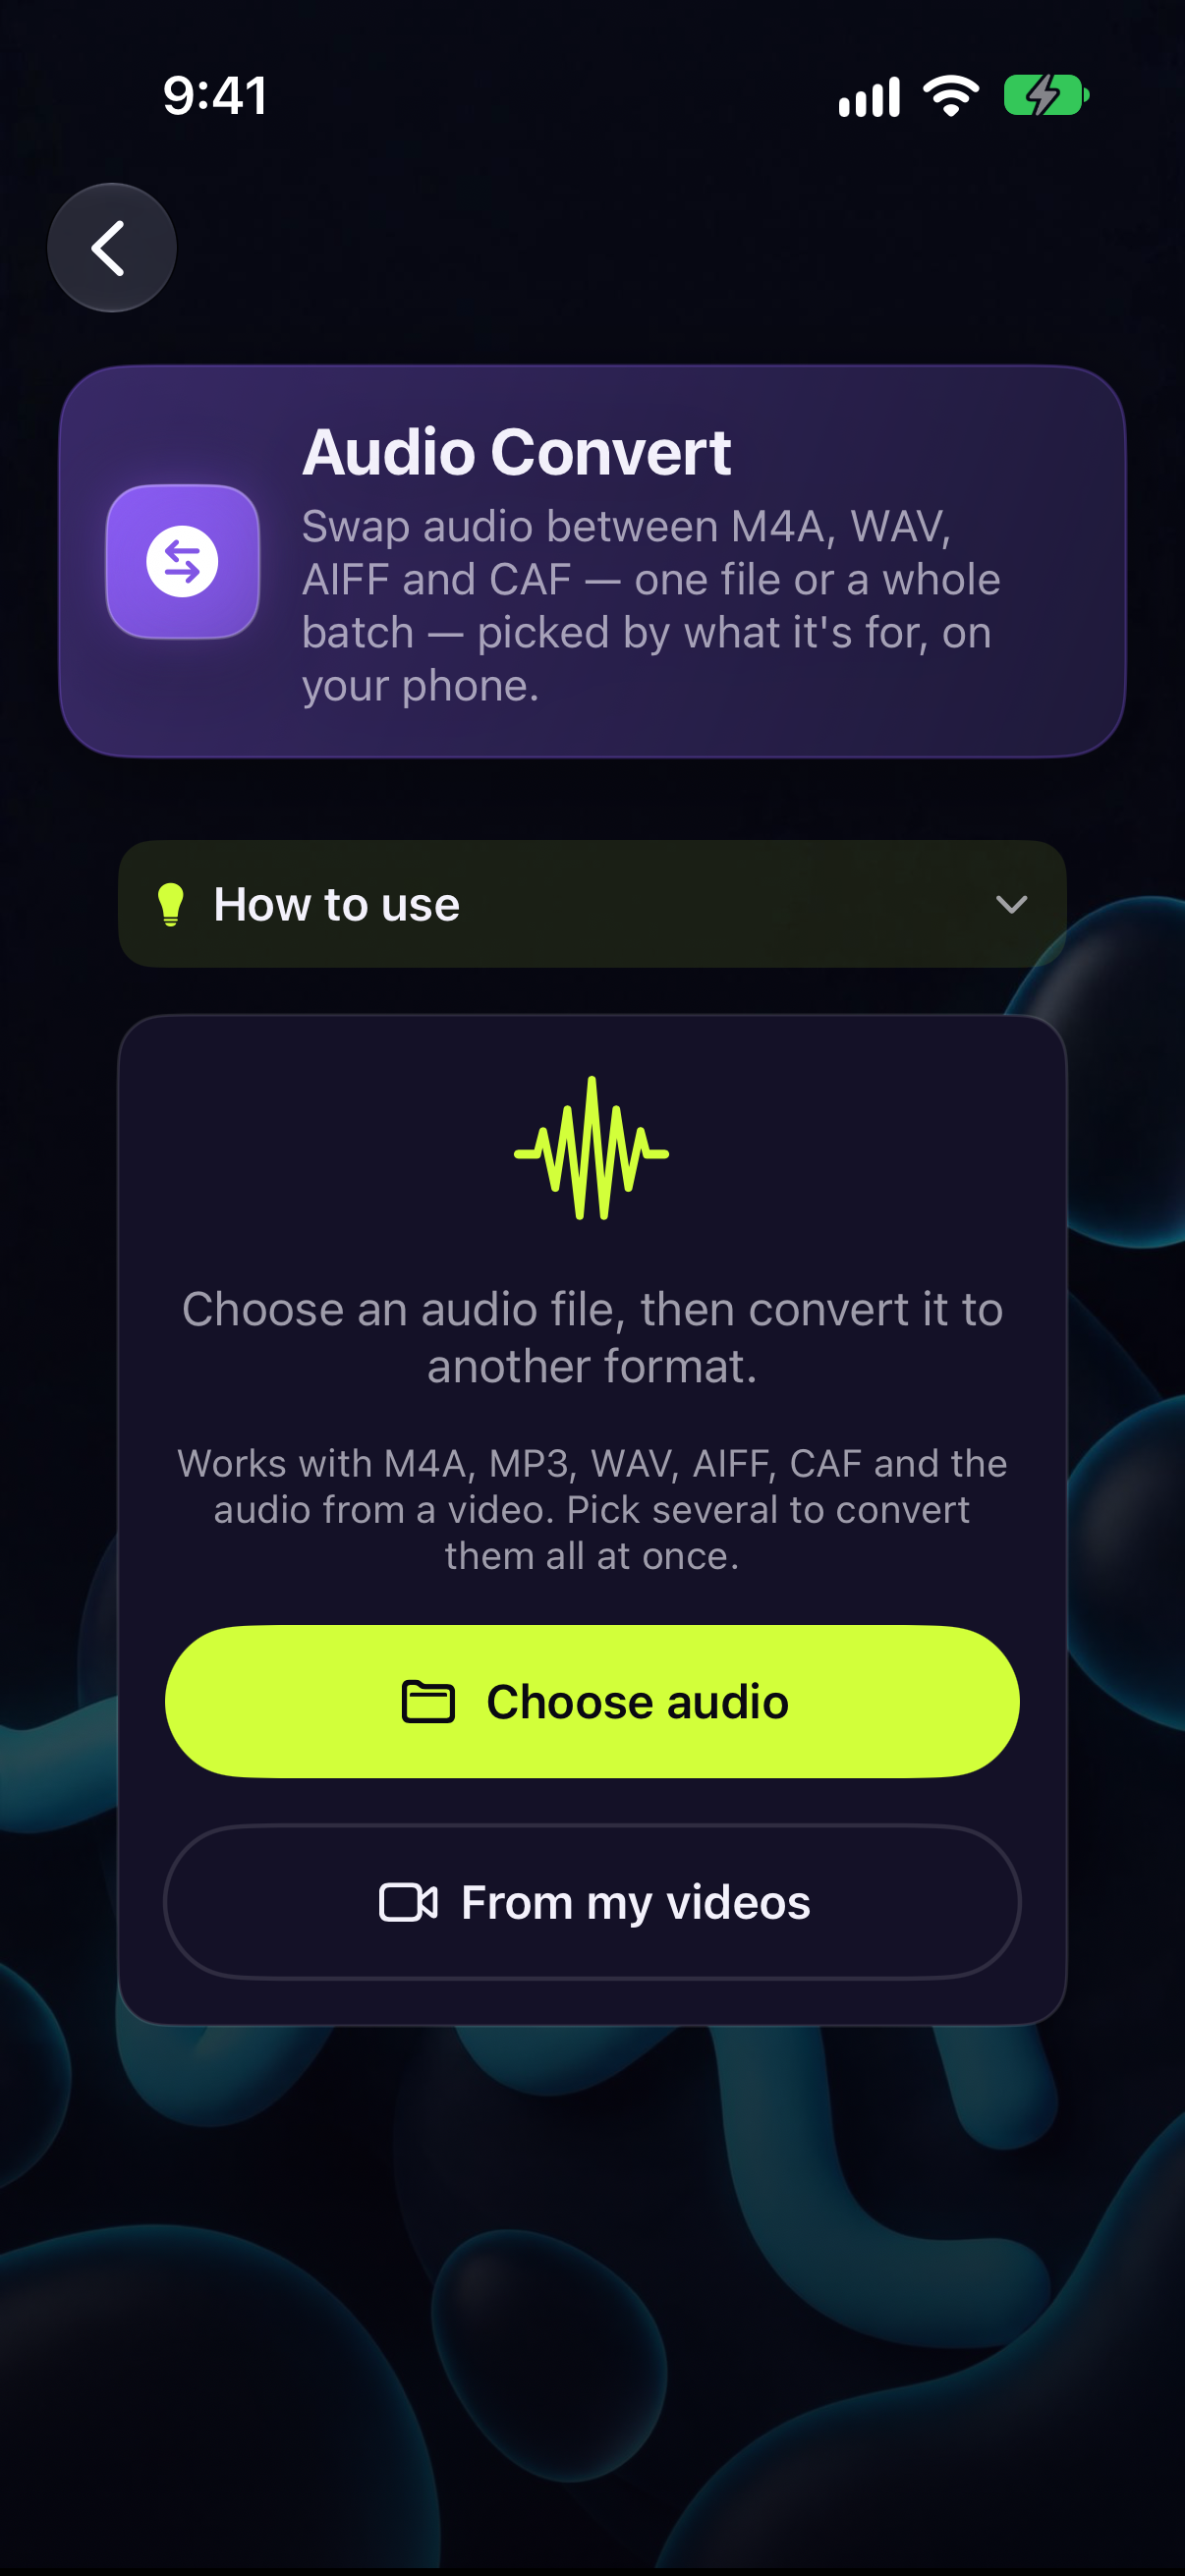 9:41
Audio Convert
Swap audio between M4A, WAV,
AIFF and CAF — one file or a whole
batch — picked by what it's for, on
your phone.
How to use
Choose an audio file, then convert it to
another format.
Works with M4A, MP3, WAV, AIFF, CAF and the
audio from a video. Pick several to convert
them all at once.
Choose audio
From my videos